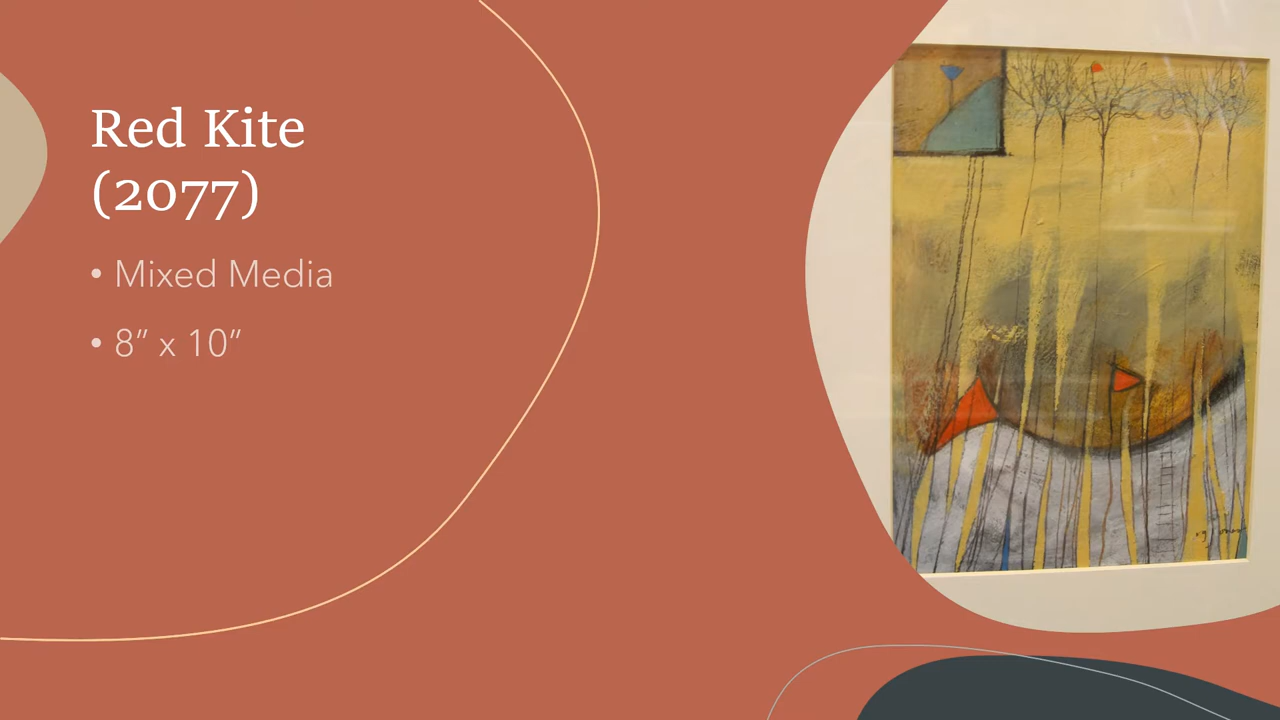 Red Kite
(2077)
• Mixed Media
• 8” x 10”